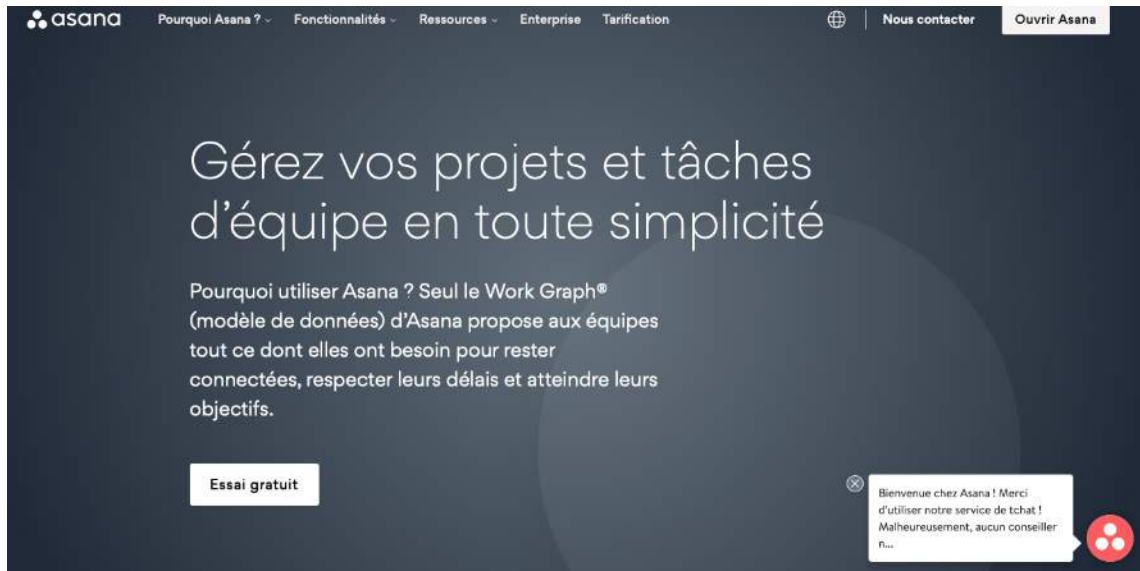 asana Pourquoi Asana ? Fonctionnalités Ressources Enterprise Tarification Nous contacter Ouvrir Asana
Gérez vos projets et tâches
d'équipe en toute simplicité
Pourquoi utiliser Asana ? Seul le Work Graph®
(modèle de données) d'Asana propose aux équipes
tout ce dont elles ont besoin pour rester
connectées, respecter leurs délais et atteindre leurs
objectifs.
Essai gratuit
Bienvenue chez Asana ! Merci
d'utiliser notre service de tchat !
Malheureusement, aucun conseiller
n...